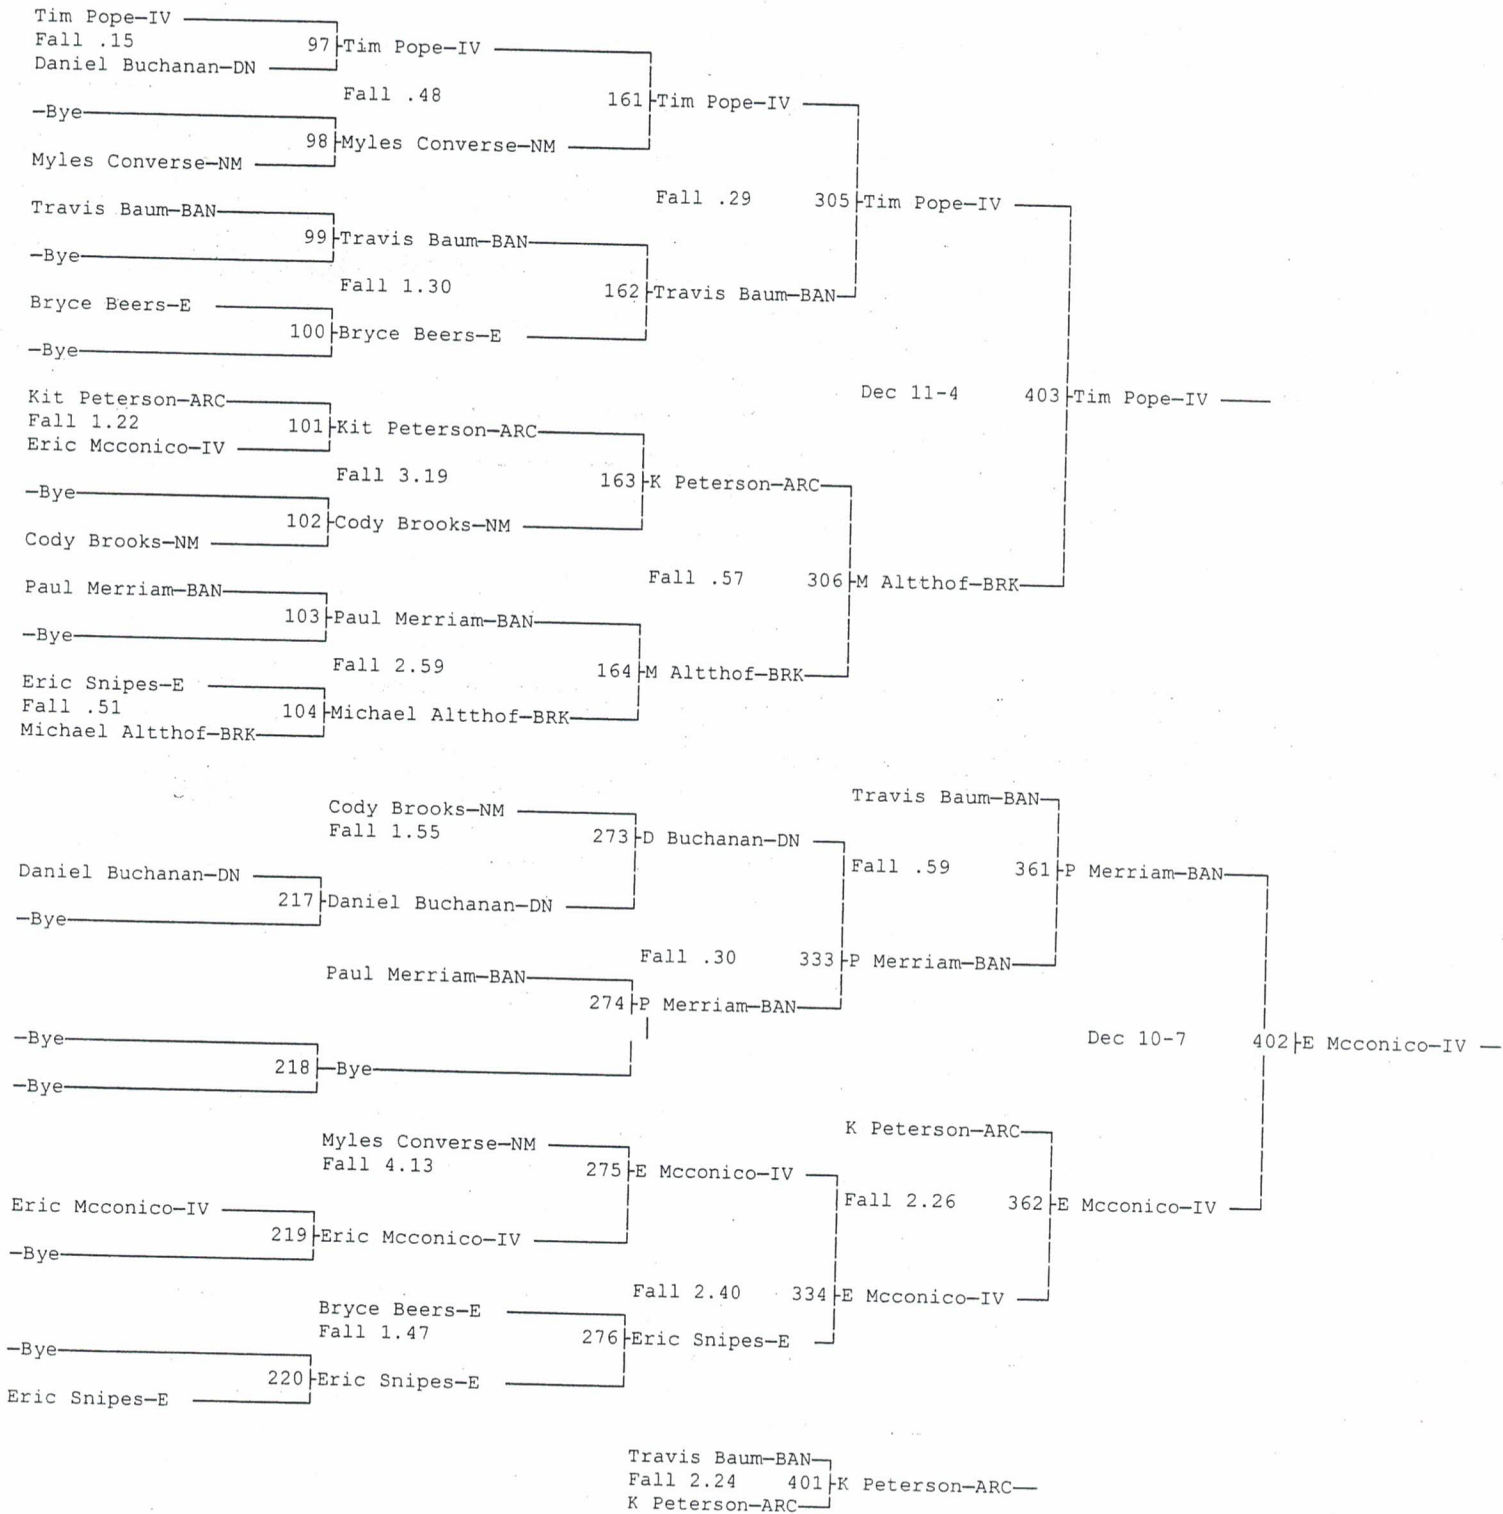 Tim Pope-IV
Fall .15
97 Tim Pope-IV
Daniel Buchanan-DN
Fall .48
161 Tim Pope-IV
-Bye
98 Myles Converse-NM
Myles Converse-NM
Fall .29
305 Tim Pope-IV
Travis Baum-BAN
99 Travis Baum-BAN
-Bye
Fall 1.30
162 Travis Baum-BAN
Bryce Beers-E
100 Bryce Beers-E
-Bye
Dec 11-4
403 Tim Pope-IV
Kit Peterson-ARC
Fall 1.22
101 Kit Peterson-ARC
Eric Mcconico-IV
Fall 3.19
163 K Peterson-ARC
-Bye
102 Cody Brooks-NM
Cody Brooks-NM
Fall .57
306 M Altthof-BRK
Paul Merriam-BAN
103 Paul Merriam-BAN
-Bye
Fall 2.59
164 M Altthof-BRK
Eric Snipes-E
Fall .51
104 Michael Altthof-BRK
Michael Altthof-BRK
Travis Baum-BAN
Cody Brooks-NM
Fall 1.55
273 D Buchanan-DN
Fall .59
361 P Merriam-BAN
Daniel Buchanan-DN
217 Daniel Buchanan-DN
-Bye
Fall .30
333 P Merriam-BAN
Paul Merriam-BAN
274 P Merriam-BAN
-Bye
218 -Bye
-Bye
Dec 10-7
402 E Mcconico-IV
K Peterson-ARC
Myles Converse-NM
Fall 4.13
275 E Mcconico-IV
Fall 2.26
362 E Mcconico-IV
Eric Mcconico-IV
219 Eric Mcconico-IV
-Bye
Fall 2.40
334 E Mcconico-IV
Bryce Beers-E
Fall 1.47
276 Eric Snipes-E
-Bye
220 Eric Snipes-E
Eric Snipes-E
Travis Baum-BAN
Fall 2.24
401 K Peterson-ARC
K Peterson-ARC